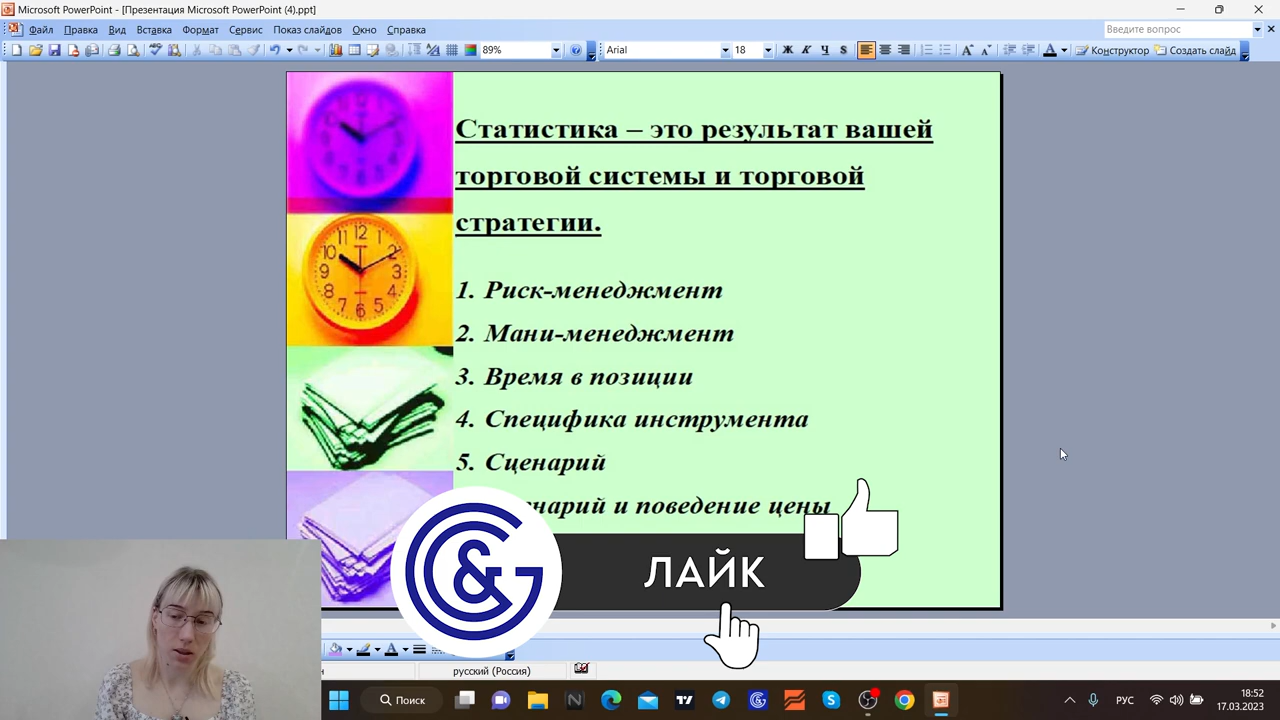 Microsoft PowerPoint - [Презентация Microsoft PowerPoint (4).ppt]
Файл Правка Вид Вставка Формат Сервис Показ слайдов Окно Справка
Введите вопрос
89%
Arial
18
Ж К Ч S
Конструктор
Создать слайд
Статистика – это результат вашей
торговой системы и торговой
стратегии.
1. Риск-менеджмент
2. Мани-менеджмент
3. Время в позиции
4. Специфика инструмента
5. Сценарий
и поведение цены
ЛАЙК
русский (Россия)
Поиск
РУС
18:52
17.03.2023